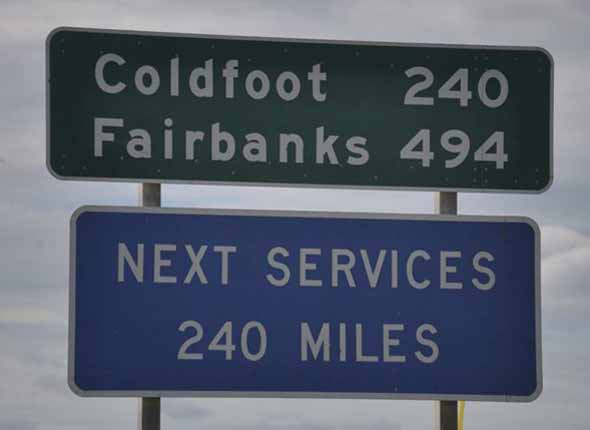 Coldfoot 240
Fairbanks 494
NEXT SERVICES
240 MILES